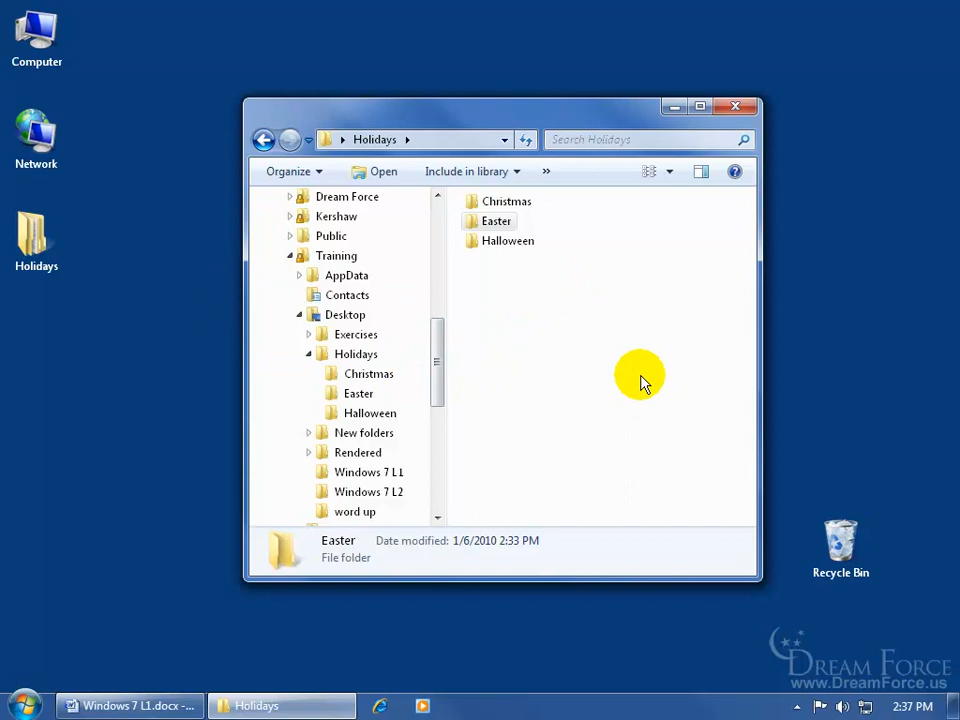 Computer
Network
Holidays
Holidays
Search Holidays
Organize
Open
Include in library
»
Dream Force
Kershaw
Public
Training
AppData
Contacts
Desktop
Exercises
Holidays
Christmas
Easter
Halloween
New folders
Rendered
Windows 7 L1
Windows 7 L2
word up
Christmas
Easter
Halloween
Easter
Date modified: 1/6/2010 2:33 PM
File folder
Recycle Bin
DREAM FORCE
www.DreamForce.us
Windows 7 L1.docx -...
Holidays
2:37 PM